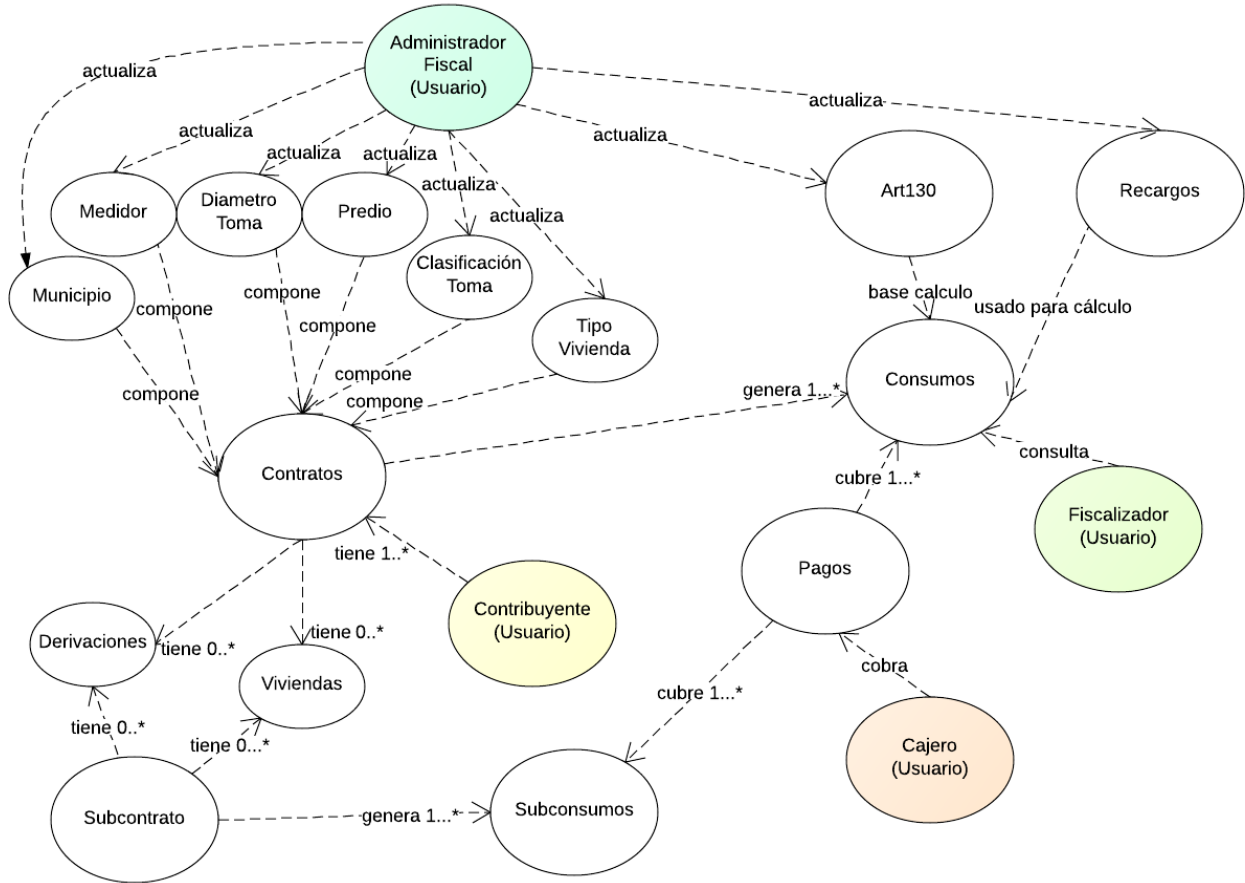 Administrador
Fiscal
(Usuario)
actualiza
actualiza
actualiza
actualiza
actualiza
actualiza
actualiza
actualiza
Medidor
Diametro
Toma
Predio
Art130
Recargos
Clasificación
Toma
Municipio
compone
compone
compone
Tipo
Vivienda
base calculo
usado para cálculo
compone
compone
compone
Consumos
genera 1...*
Contratos
consulta
cubre 1...*
Fiscalizador
(Usuario)
tiene 1..*
Pagos
Contribuyente
(Usuario)
Derivaciones
tiene 0..*
tiene 0..*
Viviendas
cobra
cubre 1...*
tiene 0..*
tiene 0...*
Cajero
(Usuario)
Subcontrato
genera 1...*
Subconsumos